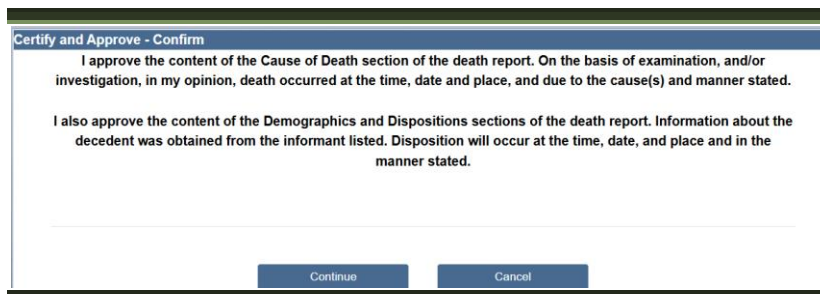 Certify and Approve - Confirm
I approve the content of the Cause of Death section of the death report. On the basis of examination, and/or
investigation, in my opinion, death occurred at the time, date and place, and due to the cause(s) and manner stated.
I also approve the content of the Demographics and Dispositions sections of the death report. Information about the
decedent was obtained from the informant listed. Disposition will occur at the time, date, and place and in the
manner stated.
Continue
Cancel